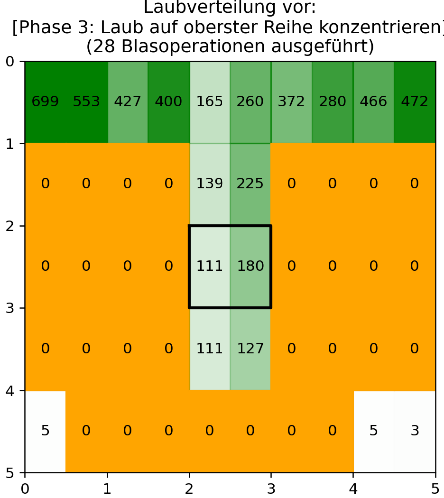 Laubverteilung vor:
[Phase 3: Laub auf oberster Reihe konzentrieren]
(28 Blasoperationen ausgeführt)
0
699 553 427 400 165 260 372 280 466 472
1
0 0 0 0 139 225 0 0 0 0
2
0 0 0 0 111 180 0 0 0 0
3
0 0 0 0 111 127 0 0 0 0
4
5 0 0 0 0 0 0 0 5 3
5
0 1 2 3 4 5